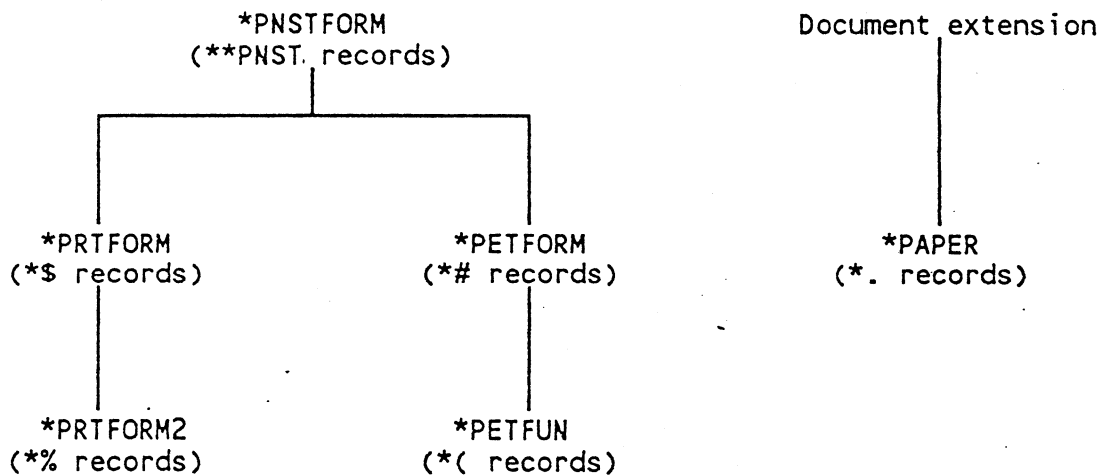 *PNSTFORM
(**PNST. records)
Document extension
*PRTFORM
(*$ records)
*PETFORM
(*# records)
*PAPER
(*. records)
*PRTFORM2
(*% records)
*PETFUN
(*( records)